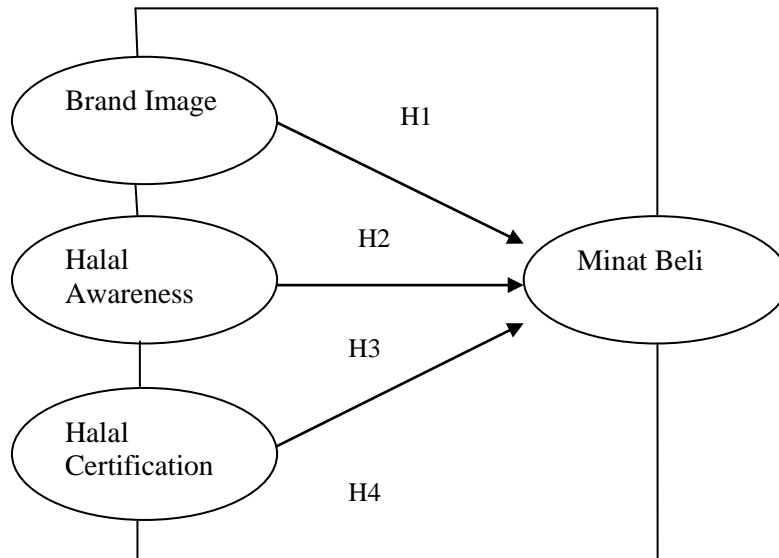 Brand Image
H1
H2
Halal
Awareness
Minat Beli
H3
Halal
Certification
H4